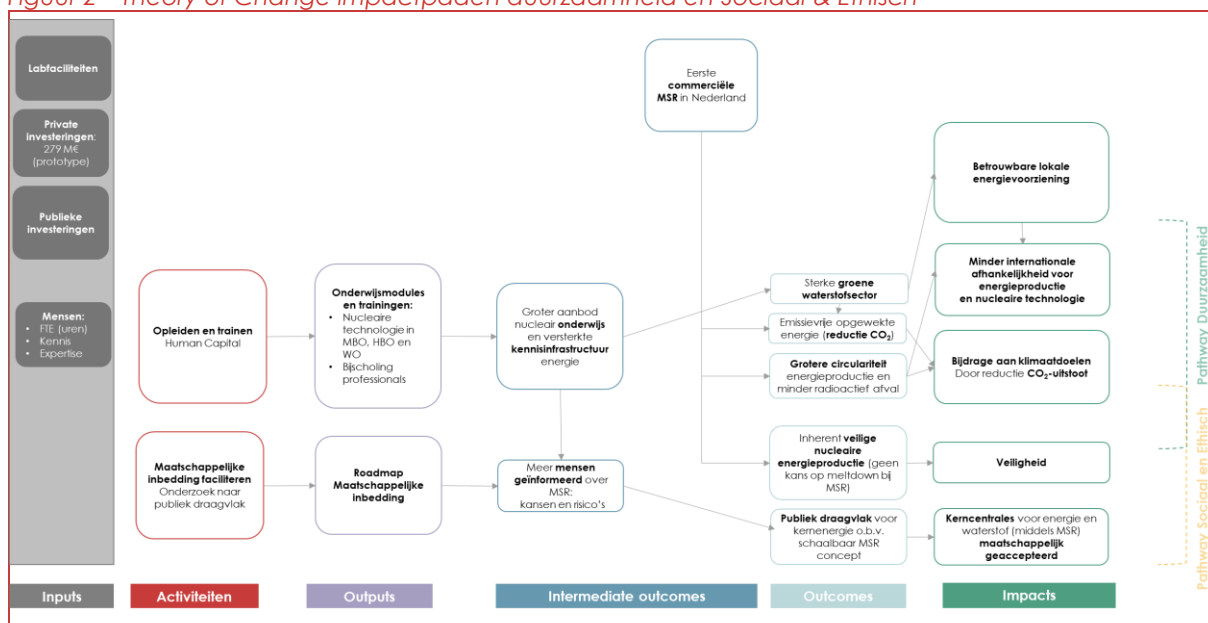 Figuur 2 – Theory of Change impactpaden duurzaamheid en Sociaal & Ethisch
Labfaciliteiten
Private
investeringen:
279 M€
(prototype)
Publieke
investeringen
Mensen:
• FTE (uren)
• Kennis
• Expertise
Opleiden en trainen
Human Capital
Maatschappelijke
inbedding faciliteren
Onderzoek naar
publiek draagvlak
Onderwijsmodules
en trainingen:
• Nucleaire
technologie in
MBO, HBO en
WO
• Bijscholing
professionals
Roadmap
Maatschappelijke
inbedding
Eerste
commerciële
MSR in Nederland
Groter aanbod
nucleair onderwijs
en versterkte
kennisinfrastructuur
energie
Meer mensen
geïnformeerd over
MSR:
kansen en risico's
Sterke groene
waterstofsector
Emissievrije opgewekte
energie (reductie CO₂)
Grotere circulariteit
energieproductie en
minder radioactief afval
Inherent veilige
nucleaire
energieproductie (geen
kans op meltdown bij
MSR)
Publiek draagvlak voor
kernenergie o.b.v.
schaalbaar MSR
concept
Betrouwbare lokale
energievoorziening
Minder internationale
afhankelijkheid voor
energieproductie
en nucleaire technologie
Bijdrage aan klimaatdoelen
Door reductie CO₂-uitstoot
Veiligheid
Kerncentrales voor energie en
waterstof (middels MSR)
maatschappelijk
geaccepteerd
Pathway Duurzaamheid
Pathway Sociaal en Ethisch
Inputs
Activiteiten
Outputs
Intermediate outcomes
Outcomes
Impacts